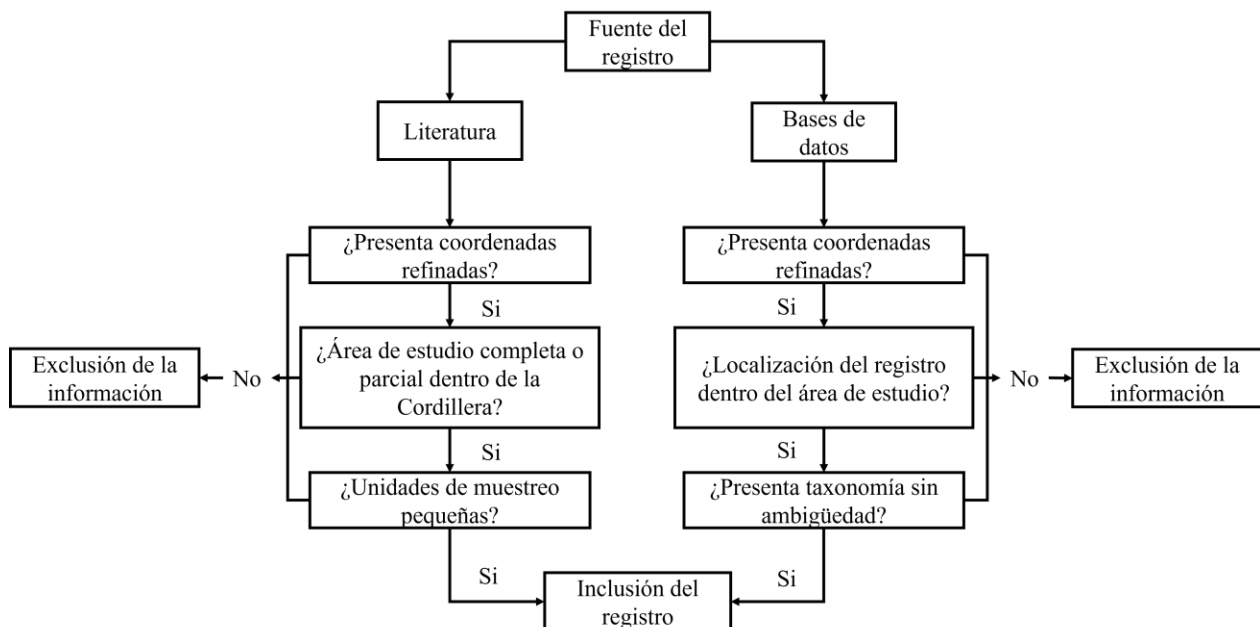 Fuente del
registro
Literatura
Bases de
datos
¿Presenta coordenadas
refinadas?
¿Presenta coordenadas
refinadas?
Si
Si
Exclusión de la
información
No
¿Área de estudio completa o
parcial dentro de la
Cordillera?
¿Localización del registro
dentro del área de estudio?
No
Exclusión de la
información
Si
Si
¿Unidades de muestreo
pequeñas?
¿Presenta taxonomía sin
ambigüedad?
Si
Si
Inclusión del
registro